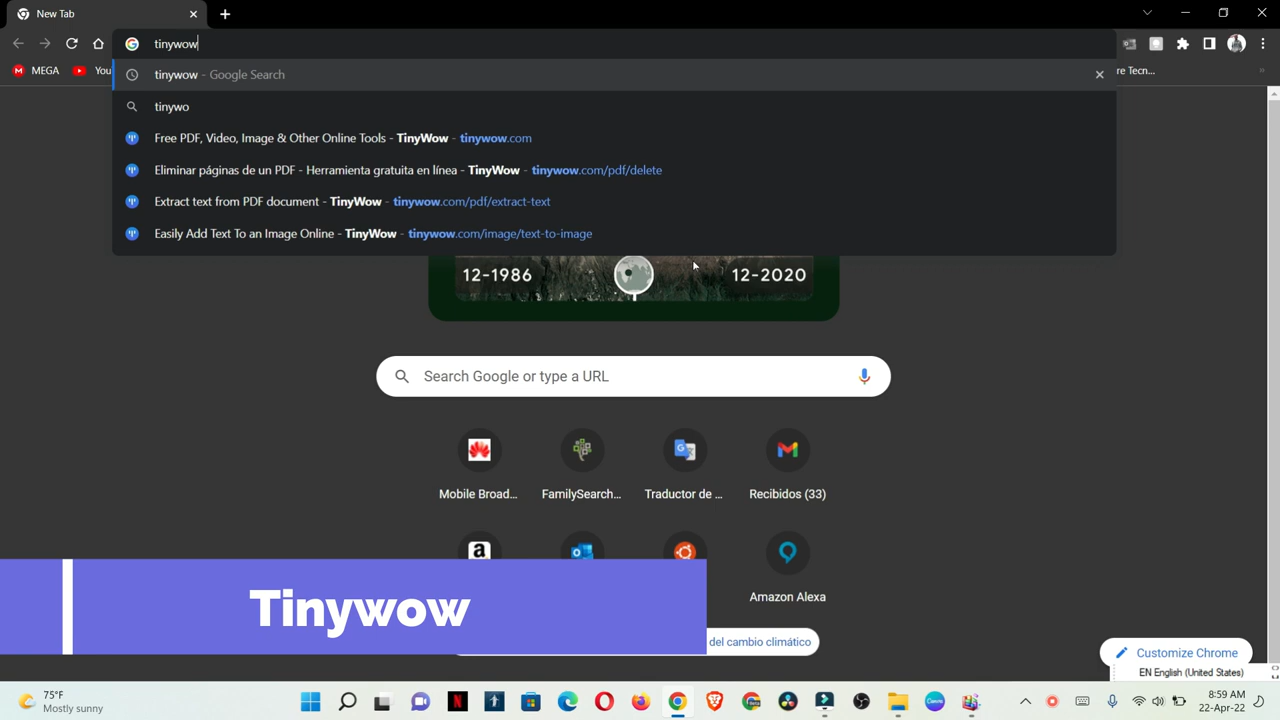 New Tab
tinywow
MEGA
You
re Tecn...
tinywow - Google Search
tinywo
Free PDF, Video, Image & Other Online Tools - TinyWow - tinywow.com
Eliminar páginas de un PDF - Herramienta gratuita en línea - TinyWow - tinywow.com/pdf/delete
Extract text from PDF document - TinyWow - tinywow.com/pdf/extract-text
Easily Add Text To an Image Online - TinyWow - tinywow.com/image/text-to-image
12-1986
12-2020
Search Google or type a URL
Mobile Broad...
FamilySearch...
Traductor de ...
Recibidos (33)
Amazon Alexa
Tinywow
del cambio climático
Customize Chrome
EN English (United States)
75°F
Mostly sunny
8:59 AM
22-Apr-22